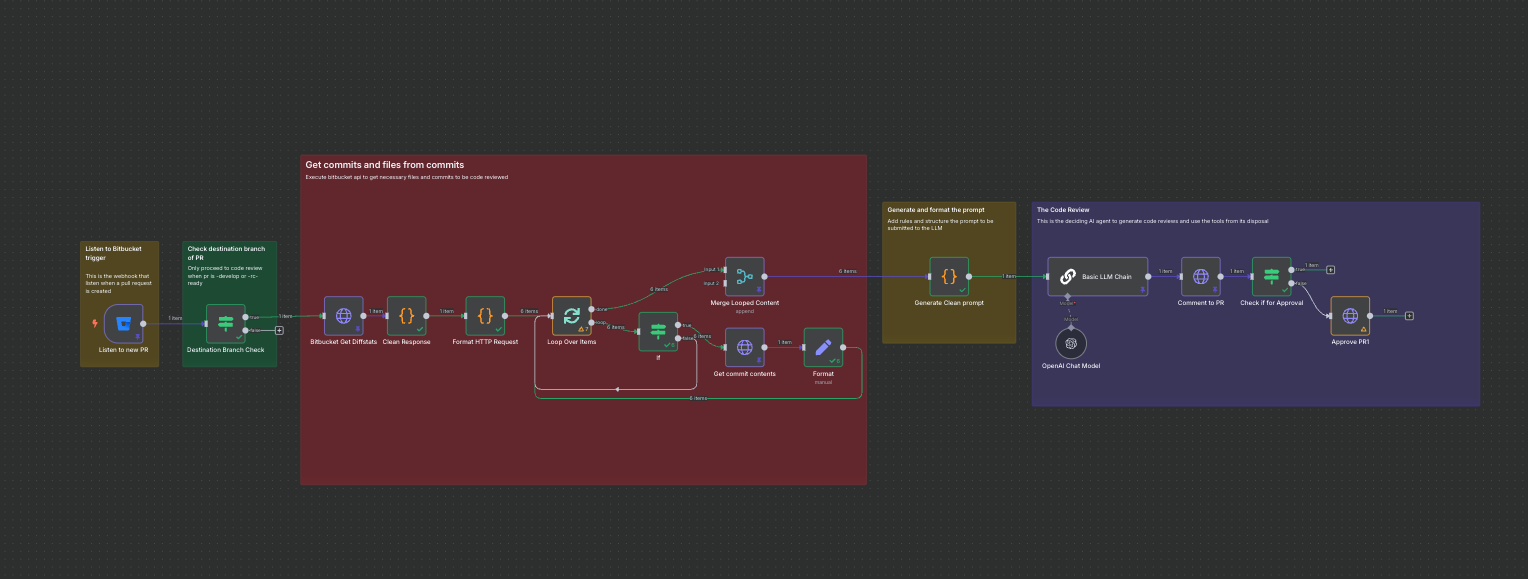 Get commits and files from commits
Execute bitbucket api to get necessary files and commits to be code reviewed
Generate and format the prompt
Add rules and structure the prompt to be
submitted to the LLM
The Code Review
This is the deciding AI agent to generate code reviews and use the tools from its disposal
Listen to Bitbucket
trigger
This is the webhook that
listen when a pull request
is created
Check destination branch
of PR
Only proceed to code review
when pr is -develop or -rc-
ready
1 item
Listen to new PR
true
false
Destination Branch Check
1 item
Bitbucket Get Diffstats
1 item
Clean Response
1 item
Format HTTP Request
6 items
done
loop
7
Loop Over Items
6 items
6 items
true
false
If
6 items
Input 1
Input 2
Merge Looped Content
append
6 items
Get commit contents
1 item
Format
manual
6 items
Generate Clean prompt
1 item
Basic LLM Chain
Model*
Model
OpenAI Chat Model
1 item
Comment to PR
1 item
true
false
Check if for Approval
1 item
Approve PR1
1 item